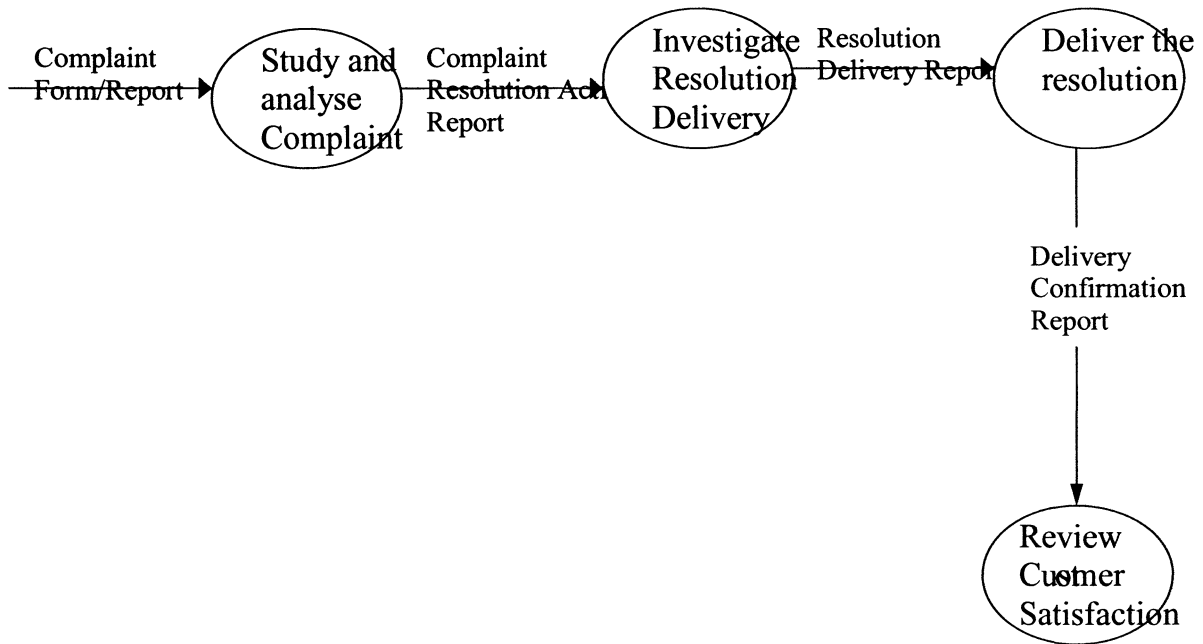 Complaint
Form/Report
Study and
analyse
Complaint
Complaint
Resolution
Report
Investigate
Resolution
Delivery
Resolution
Delivery Repor
Deliver the
resolution
Delivery
Confirmation
Report
Review
Customer
Satisfaction